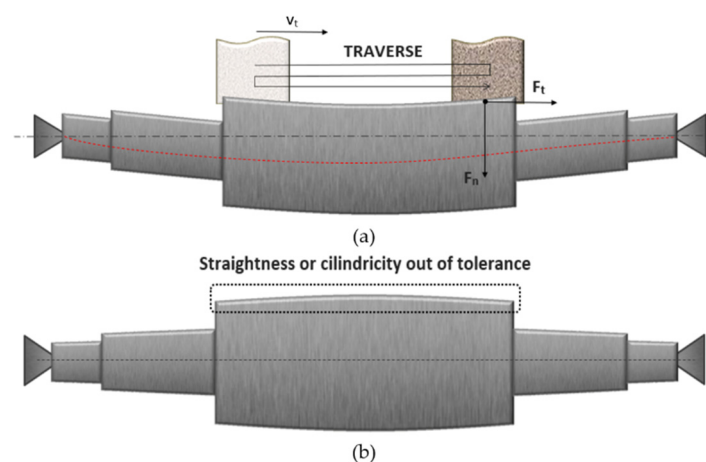 vt
TRAVERSE
Ft
Fn
(a)
Straightness or cilindricity out of tolerance
(b)